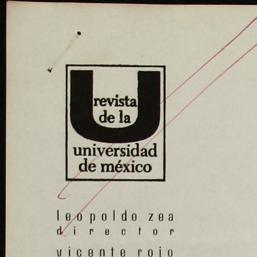 revista
de la
universidad
de méxico
leopoldo zea
director
vicente rojo